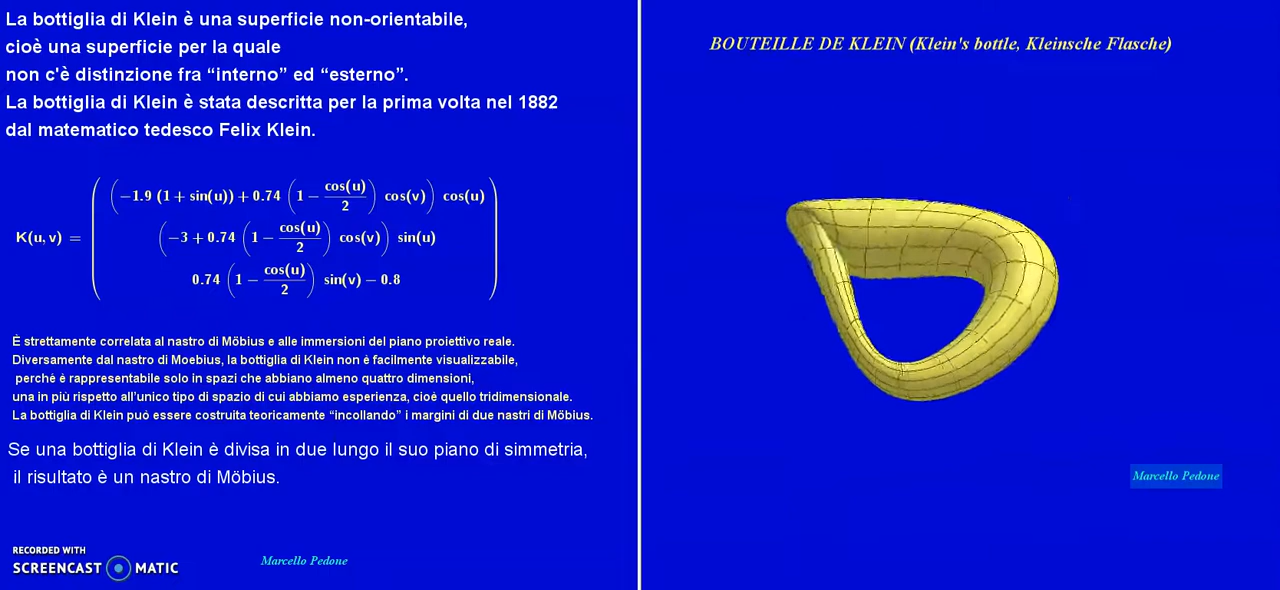 La bottiglia di Klein è una superficie non-orientabile,
cioè una superficie per la quale
non c'è distinzione fra “interno” ed “esterno”.
La bottiglia di Klein è stata descritta per la prima volta nel 1882
dal matematico tedesco Felix Klein.
K(u, v) = 
(−1.9 (1 + sin(u)) + 0.74 (1 − cos(u)/2) cos(v)) cos(u)
(−3 + 0.74 (1 − cos(u)/2) cos(v)) sin(u)
0.74 (1 − cos(u)/2) sin(v) − 0.8
È strettamente correlata al nastro di Möbius e alle immersioni del piano proiettivo reale.
Diversamente dal nastro di Moebius, la bottiglia di Klein non è facilmente visualizzabile,
perché è rappresentabile solo in spazi che abbiano almeno quattro dimensioni,
una in più rispetto all'unico tipo di spazio di cui abbiamo esperienza, cioè quello tridimensionale.
La bottiglia di Klein può essere costruita teoricamente “incollando” i margini di due nastri di Möbius.
Se una bottiglia di Klein è divisa in due lungo il suo piano di simmetria,
il risultato è un nastro di Möbius.
RECORDED WITH
SCREENCAST MATIC
Marcello Pedone
BOUTEILLE DE KLEIN (Klein's bottle, Kleinsche Flasche)
Marcello Pedone